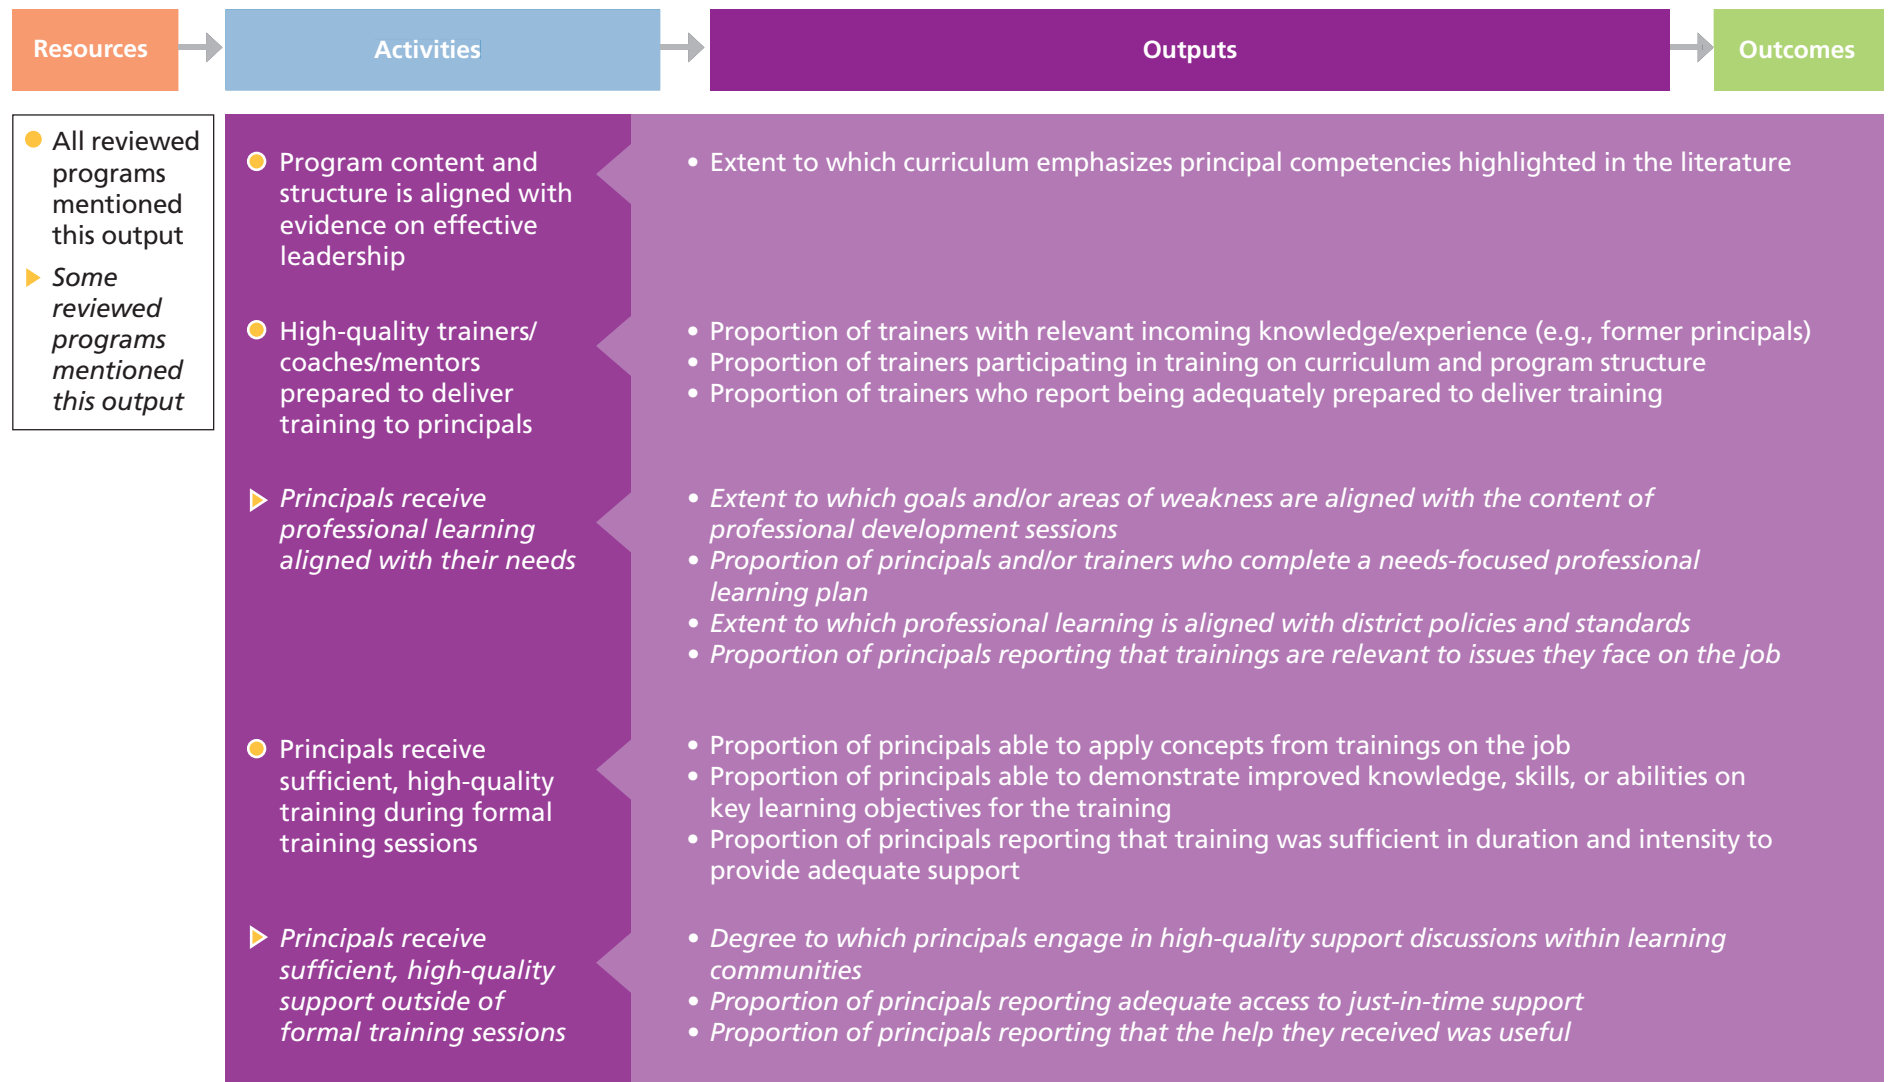 Resources
Activities
Outputs
Outcomes
All reviewed
programs
mentioned
this output
Some
reviewed
programs
mentioned
this output
Program content and
structure is aligned with
evidence on effective
leadership
• Extent to which curriculum emphasizes principal competencies highlighted in the literature
High-quality trainers/
coaches/mentors
prepared to deliver
training to principals
• Proportion of trainers with relevant incoming knowledge/experience (e.g., former principals)
• Proportion of trainers participating in training on curriculum and program structure
• Proportion of trainers who report being adequately prepared to deliver training
Principals receive
professional learning
aligned with their needs
• Extent to which goals and/or areas of weakness are aligned with the content of
professional development sessions
• Proportion of principals and/or trainers who complete a needs-focused professional
learning plan
• Extent to which professional learning is aligned with district policies and standards
• Proportion of principals reporting that trainings are relevant to issues they face on the job
Principals receive
sufficient, high-quality
training during formal
training sessions
• Proportion of principals able to apply concepts from trainings on the job
• Proportion of principals able to demonstrate improved knowledge, skills, or abilities on
key learning objectives for the training
• Proportion of principals reporting that training was sufficient in duration and intensity to
provide adequate support
Principals receive
sufficient, high-quality
support outside of
formal training sessions
• Degree to which principals engage in high-quality support discussions within learning
communities
• Proportion of principals reporting adequate access to just-in-time support
• Proportion of principals reporting that the help they received was useful